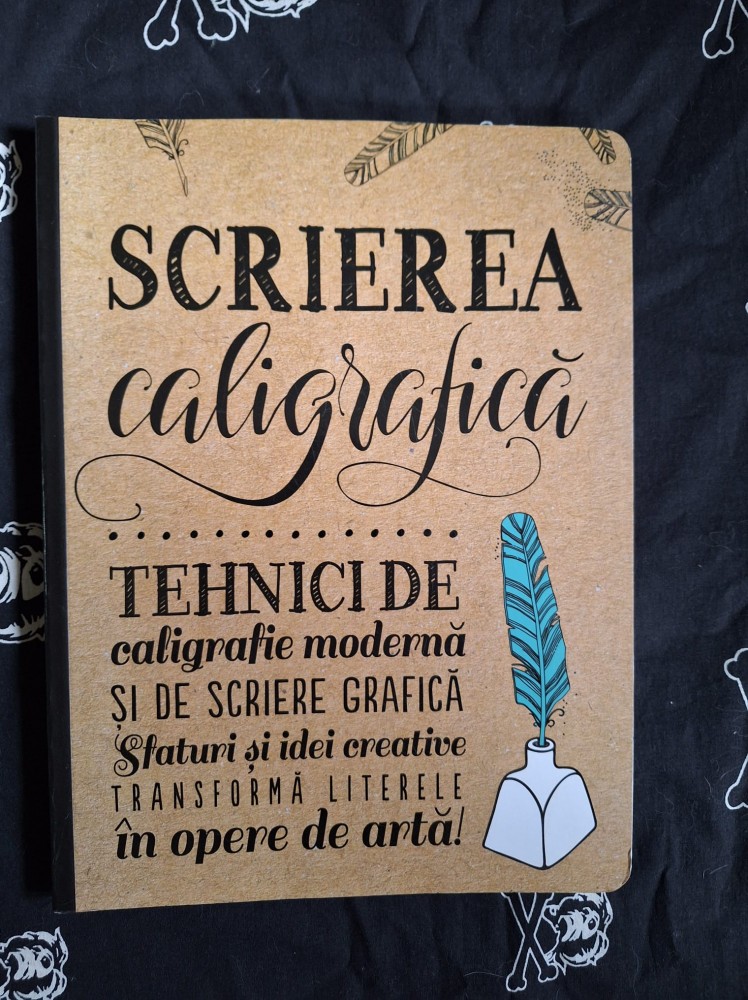 SCRIEREA
caligrafică
TEHNICI DE
caligrafie modernă
ȘI DE SCRIERE GRAFICĂ
Sfaturi și idei creative
TRANSFORMĂ LITERELE
în opere de artă!